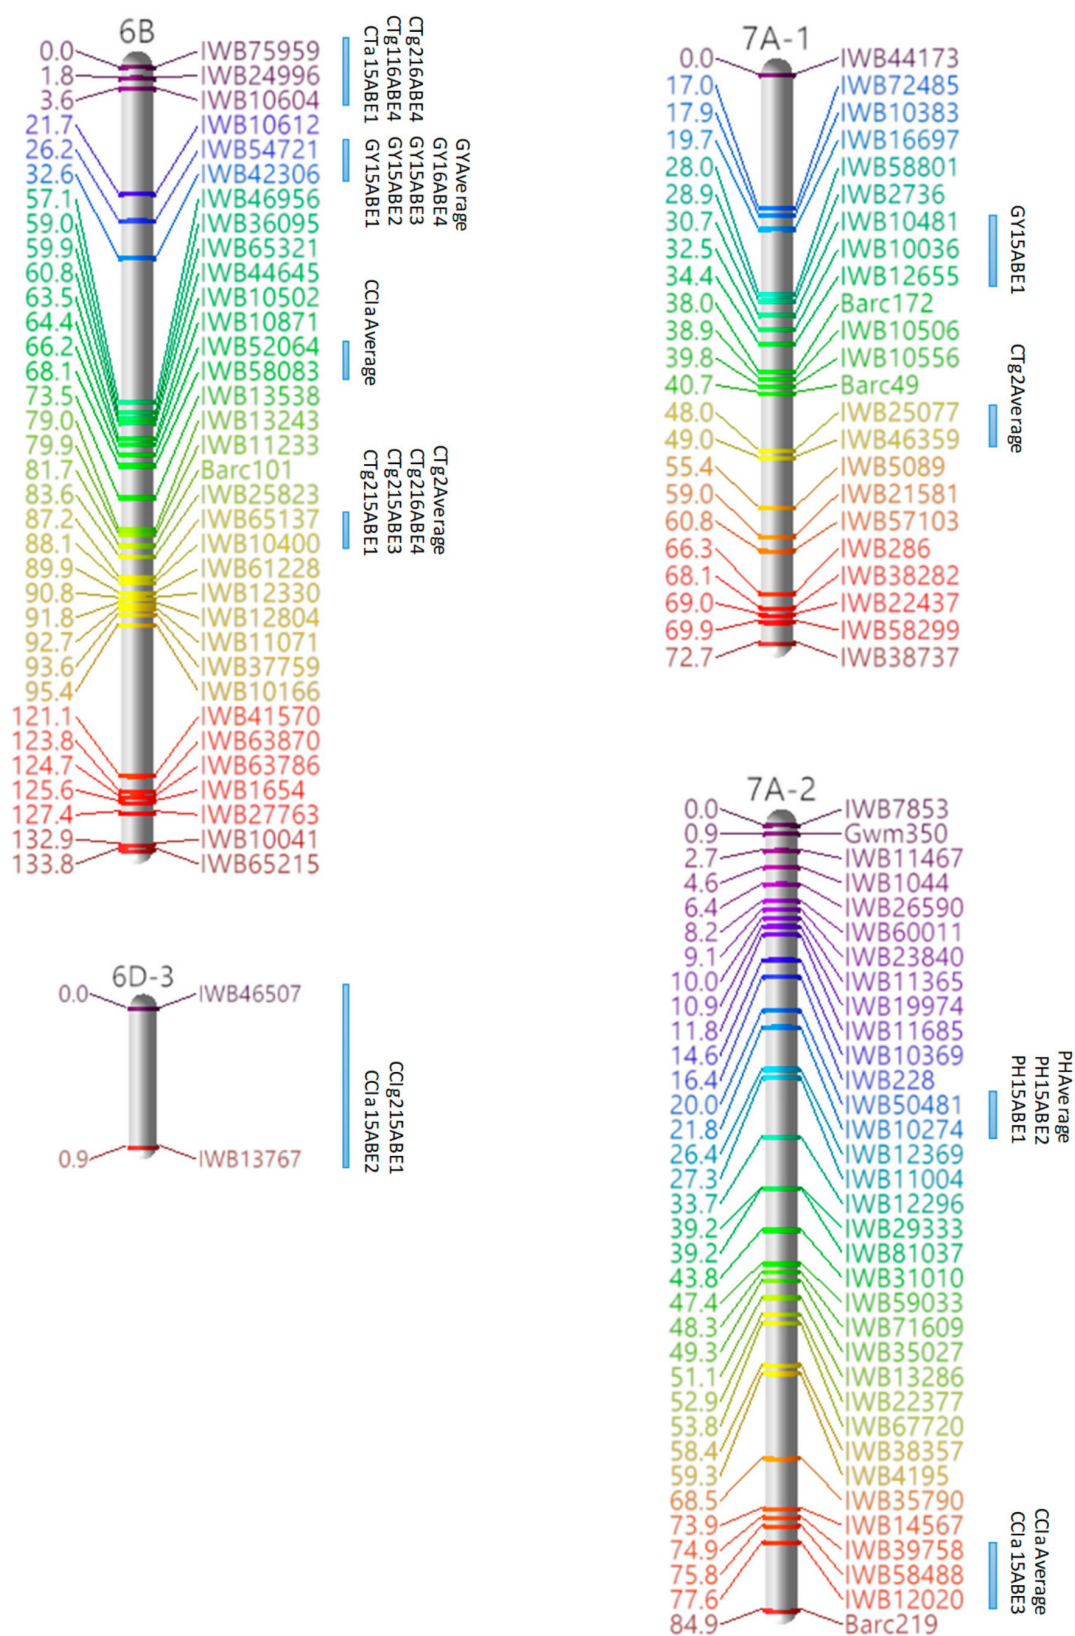 6B
0.0 IWB75959
1.8 IWB24996
3.6 IWB10604
21.7 IWB10612
26.2 IWB54721
32.6 IWB42306
57.1 IWB46956
59.0 IWB36095
59.9 IWB65321
60.8 IWB44645
63.5 IWB10502
64.4 IWB10871
66.2 IWB52064
68.1 IWB58083
73.5 IWB13538
79.0 IWB13243
79.9 IWB11233
81.7 Barc101
83.6 IWB25823
87.2 IWB65137
88.1 IWB10400
89.9 IWB61228
90.8 IWB12330
91.8 IWB12804
92.7 IWB11071
93.6 IWB37759
95.4 IWB10166
121.1 IWB41570
123.8 IWB63870
124.7 IWB63786
125.6 IWB1654
127.4 IWB27763
132.9 IWB10041
133.8 IWB65215
CTg216ABE4
CTg116ABE4
CTa15ABE1
GYAverage
GY16ABE4
GY15ABE3
GY15ABE2
GY15ABE1
CClaAverage
CTg2Average
CTg216ABE4
CTg215ABE3
CTg215ABE1
6D-3
0.0 IWB46507
0.9 IWB13767
CClg215ABE1
CCla15ABE2
7A-1
0.0 IWB44173
17.0 IWB72485
17.9 IWB10383
19.7 IWB16697
28.0 IWB58801
28.9 IWB2736
30.7 IWB10481
32.5 IWB10036
34.4 IWB12655
38.0 Barc172
38.9 IWB10506
39.8 IWB10556
40.7 Barc49
48.0 IWB25077
49.0 IWB46359
55.4 IWB5089
59.0 IWB21581
60.8 IWB57103
66.3 IWB286
68.1 IWB38282
69.0 IWB22437
69.9 IWB58299
72.7 IWB38737
GY15ABE1
CTg2Average
7A-2
0.0 IWB7853
0.9 Gwm350
2.7 IWB11467
4.6 IWB1044
6.4 IWB26590
8.2 IWB60011
9.1 IWB23840
10.0 IWB11365
10.9 IWB19974
11.8 IWB11685
14.6 IWB10369
16.4 IWB228
20.0 IWB50481
21.8 IWB10274
26.4 IWB12369
27.3 IWB11004
33.7 IWB12296
39.2 IWB29333
39.2 IWB81037
43.8 IWB31010
47.4 IWB59033
48.3 IWB71609
49.3 IWB35027
51.1 IWB13286
52.9 IWB22377
53.8 IWB67720
58.4 IWB38357
59.3 IWB4195
68.5 IWB35790
73.9 IWB14567
74.9 IWB39758
75.8 IWB58488
77.6 IWB12020
84.9 Barc219
PHAverage
PH15ABE2
PH15ABE1
CClaAverage
CCla15ABE3